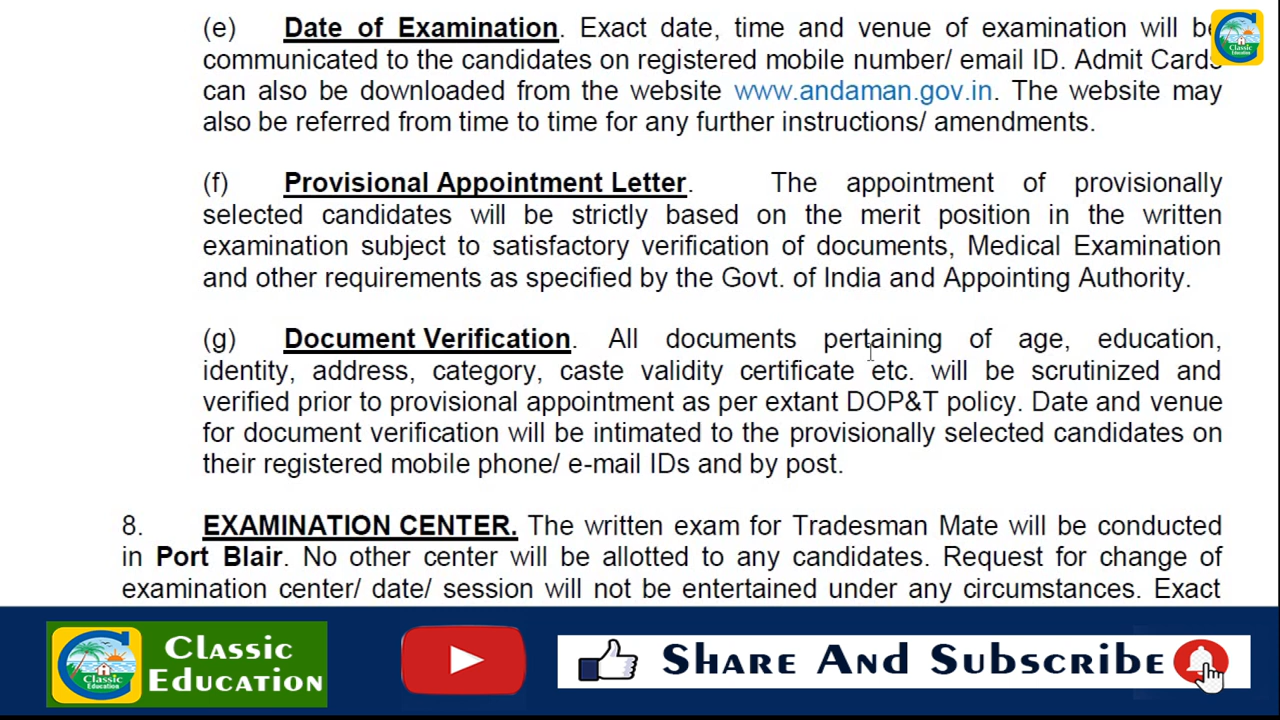 (e) Date of Examination. Exact date, time and venue of examination will be
communicated to the candidates on registered mobile number/ email ID. Admit Cards
can also be downloaded from the website www.andaman.gov.in. The website may
also be referred from time to time for any further instructions/ amendments.
(f) Provisional Appointment Letter. The appointment of provisionally
selected candidates will be strictly based on the merit position in the written
examination subject to satisfactory verification of documents, Medical Examination
and other requirements as specified by the Govt. of India and Appointing Authority.
(g) Document Verification. All documents pertaining of age, education,
identity, address, category, caste validity certificate etc. will be scrutinized and
verified prior to provisional appointment as per extant DOP&T policy. Date and venue
for document verification will be intimated to the provisionally selected candidates on
their registered mobile phone/ e-mail IDs and by post.
8. EXAMINATION CENTER. The written exam for Tradesman Mate will be conducted
in Port Blair. No other center will be allotted to any candidates. Request for change of
examination center/ date/ session will not be entertained under any circumstances. Exact
Classic
Education
Classic
Education
Classic
Education
Share And Subscribe